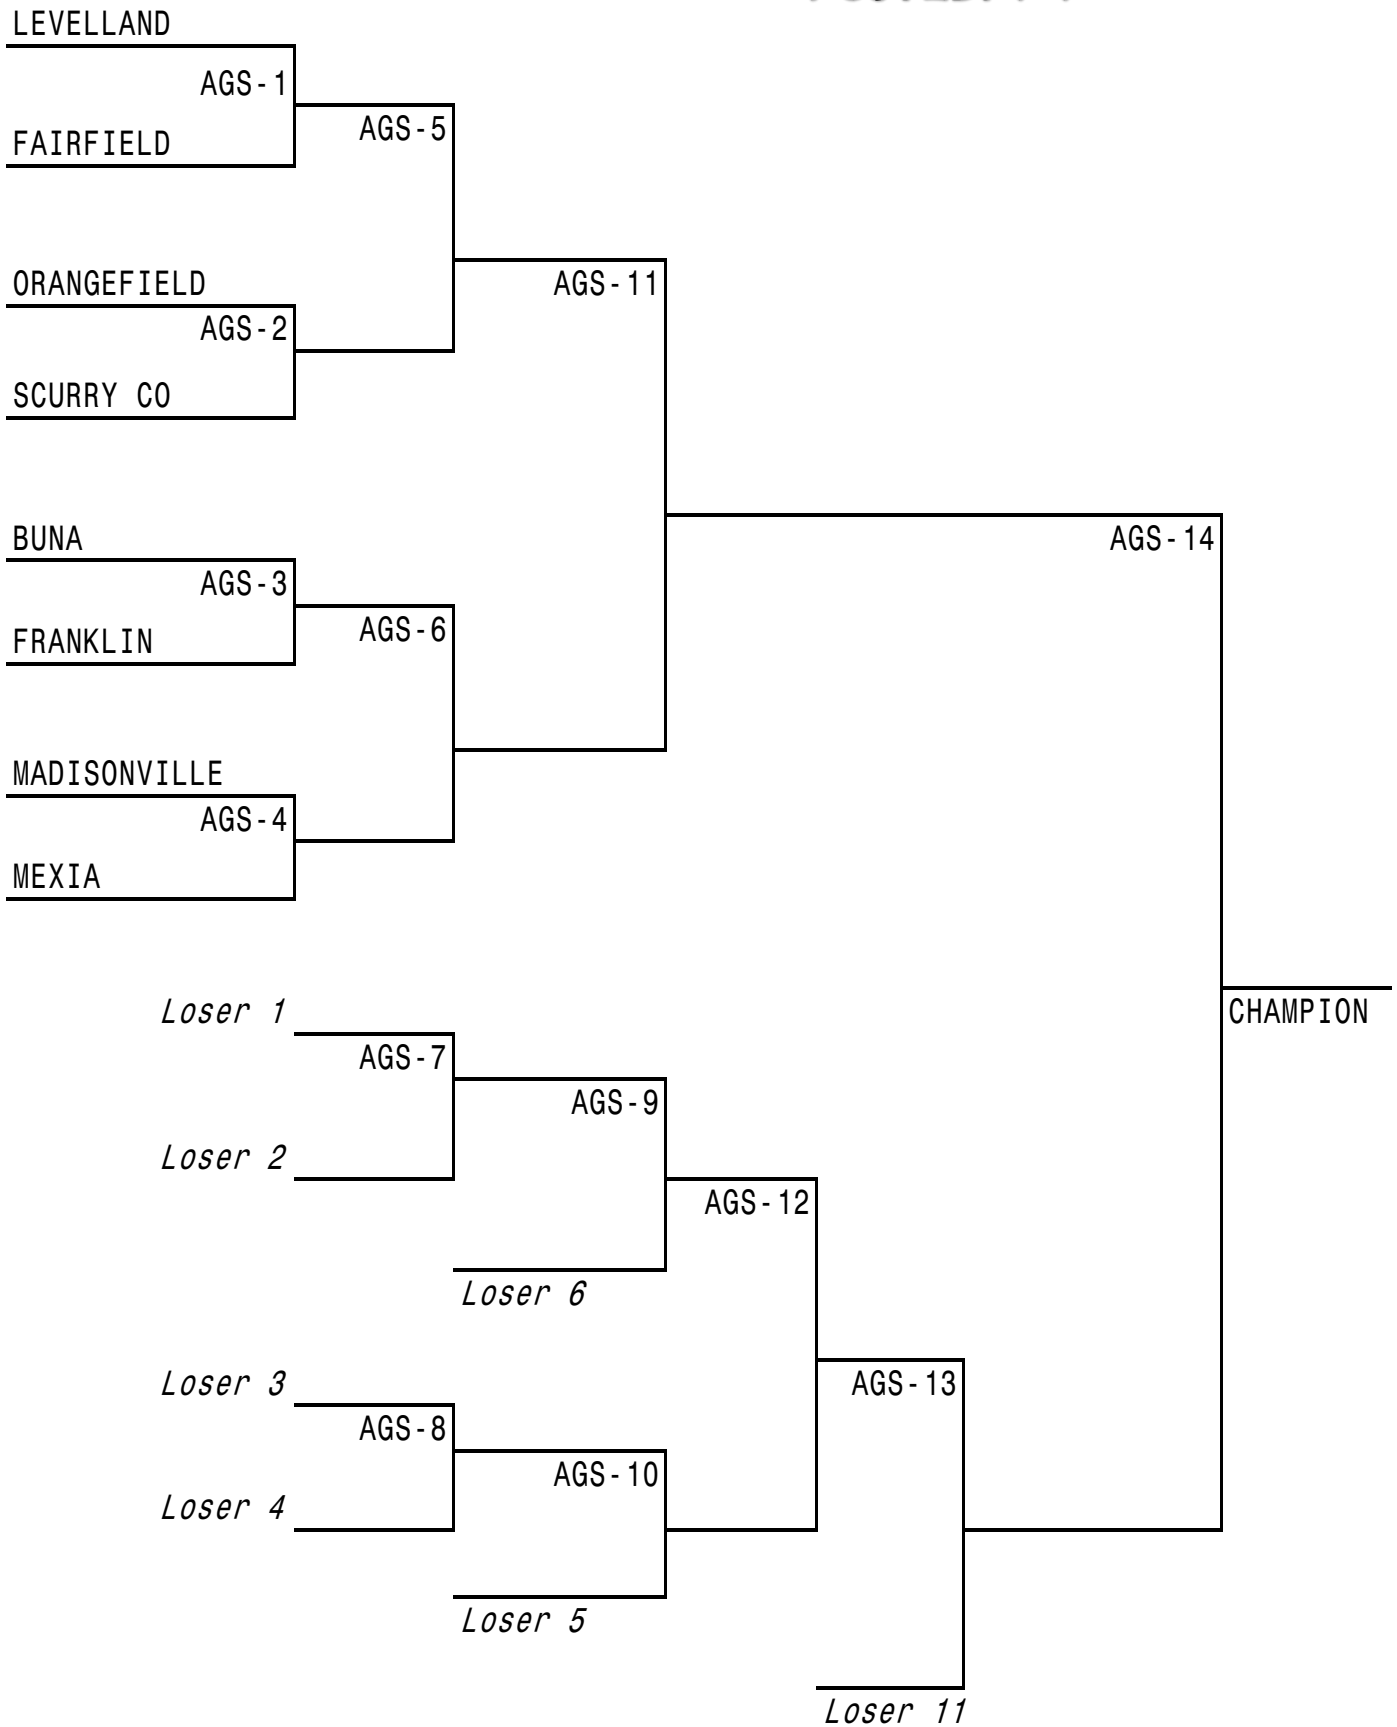 LEVELLAND
AGS-1
FAIRFIELD
AGS-5
ORANGEFIELD
AGS-11
AGS-2
SCURRY CO
BUNA
AGS-14
AGS-3
FRANKLIN
AGS-6
MADISONVILLE
AGS-4
MEXIA
Loser 1
CHAMPION
AGS-7
AGS-9
Loser 2
AGS-12
Loser 6
Loser 3
AGS-13
AGS-8
AGS-10
Loser 4
Loser 5
Loser 11